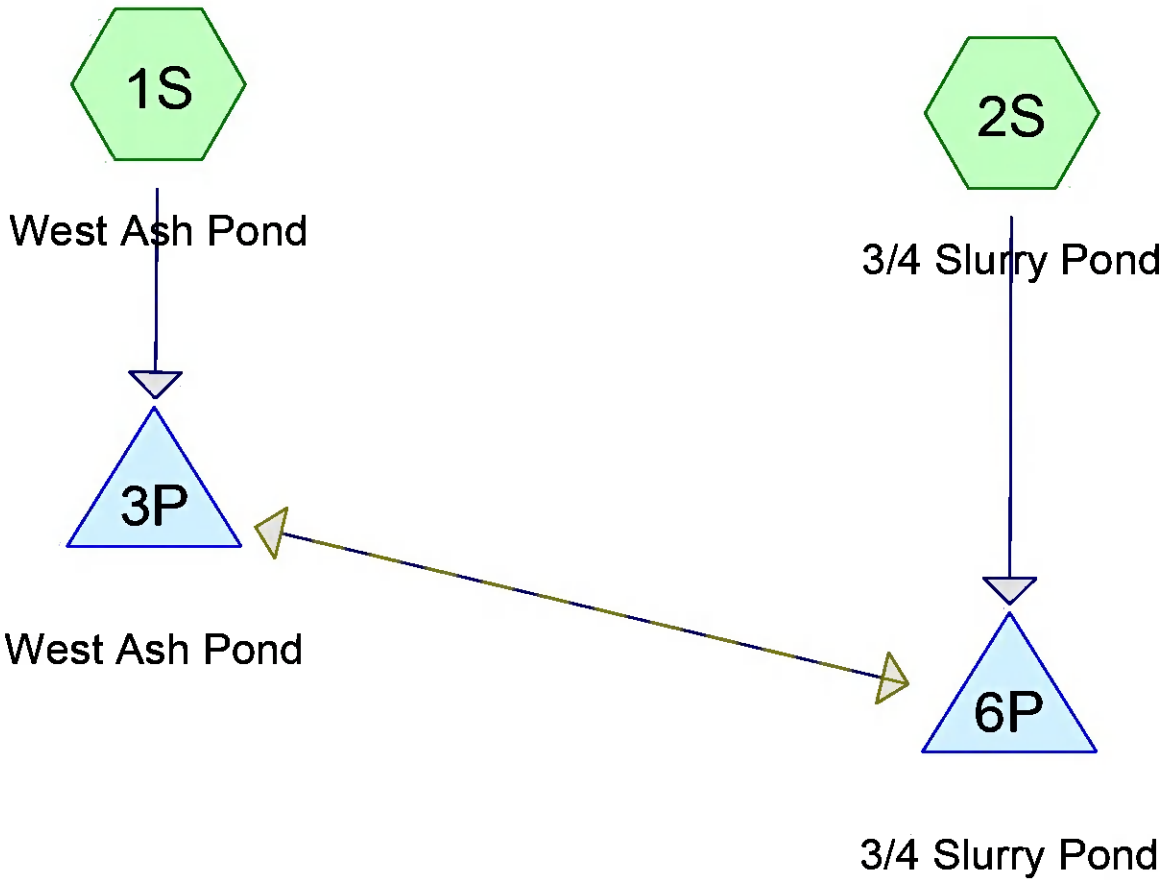 1S
2S
West Ash Pond
3/4 Slurry Pond
3P
West Ash Pond
6P
3/4 Slurry Pond